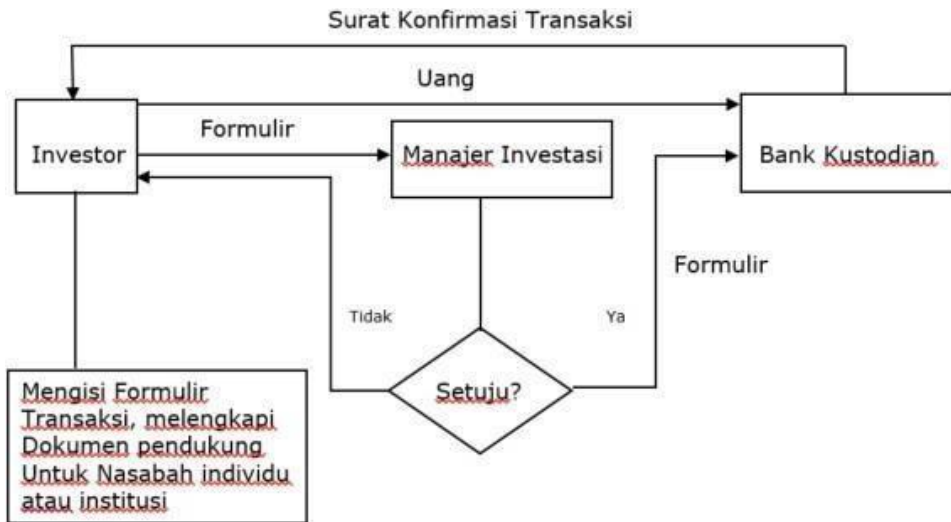 Surat Konfirmasi Transaksi
Uang
Formulir
Investor
Manajer Investasi
Bank Kustodian
Formulir
Tidak
Ya
Setuju?
Mengisi Formulir
Transaksi, melengkapi
Dokumen pendukung
Untuk Nasabah individu
atau institusi